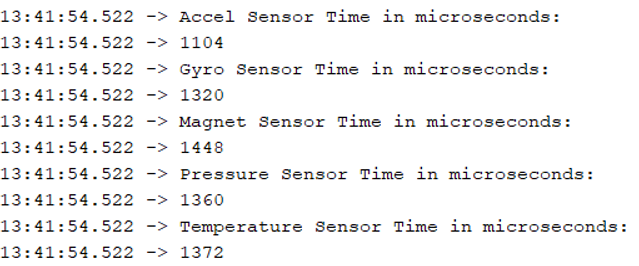 13:41:54.522 -> Accel Sensor Time in microseconds:
13:41:54.522 -> 1104
13:41:54.522 -> Gyro Sensor Time in microseconds:
13:41:54.522 -> 1320
13:41:54.522 -> Magnet Sensor Time in microseconds:
13:41:54.522 -> 1448
13:41:54.522 -> Pressure Sensor Time in microseconds:
13:41:54.522 -> 1360
13:41:54.522 -> Temperature Sensor Time in microseconds:
13:41:54.522 -> 1372